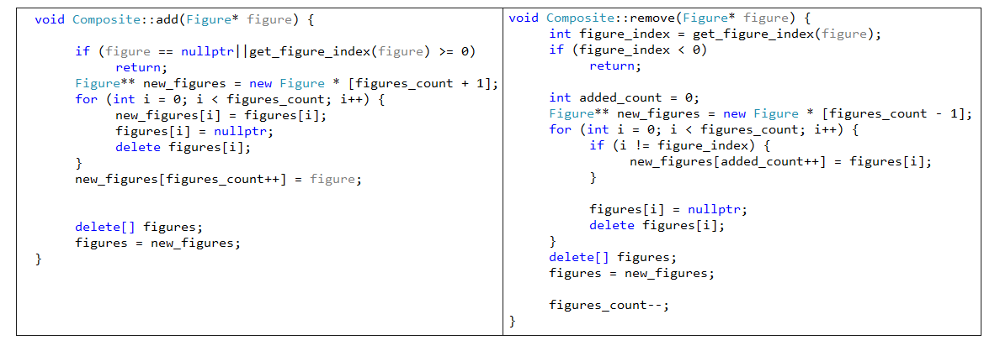 void Composite::add(Figure* figure) {
if (figure == nullptr||get_figure_index(figure) >= 0)
return;
Figure** new_figures = new Figure * [figures_count + 1];
for (int i = 0; i < figures_count; i++) {
new_figures[i] = figures[i];
figures[i] = nullptr;
delete figures[i];
}
new_figures[figures_count++] = figure;
delete[] figures;
figures = new_figures;
}
void Composite::remove(Figure* figure) {
int figure_index = get_figure_index(figure);
if (figure_index < 0)
return;
int added_count = 0;
Figure** new_figures = new Figure * [figures_count - 1];
for (int i = 0; i < figures_count; i++) {
if (i != figure_index) {
new_figures[added_count++] = figures[i];
}
figures[i] = nullptr;
delete figures[i];
}
delete[] figures;
figures = new_figures;
figures_count--;
}